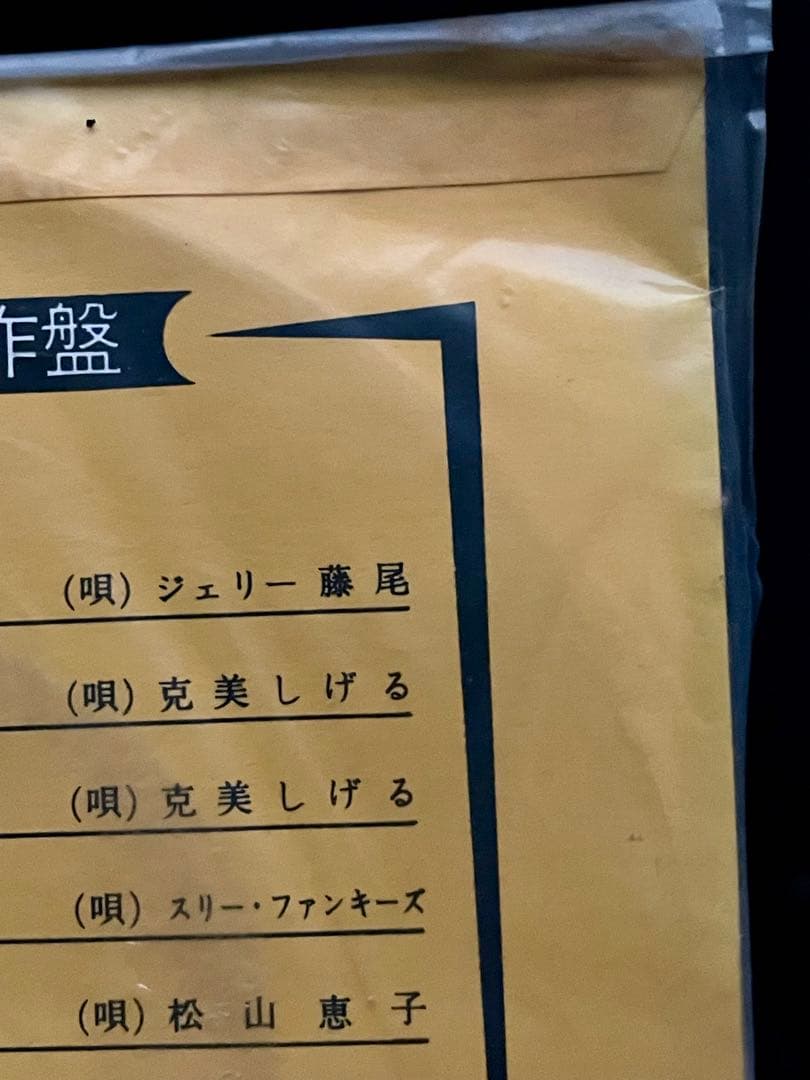 作盤
(唄) ジェリー藤尾
(唄) 克美しげる
(唄) 克美しげる
(唄) スリー・ファンキーズ
(唄) 松山恵子